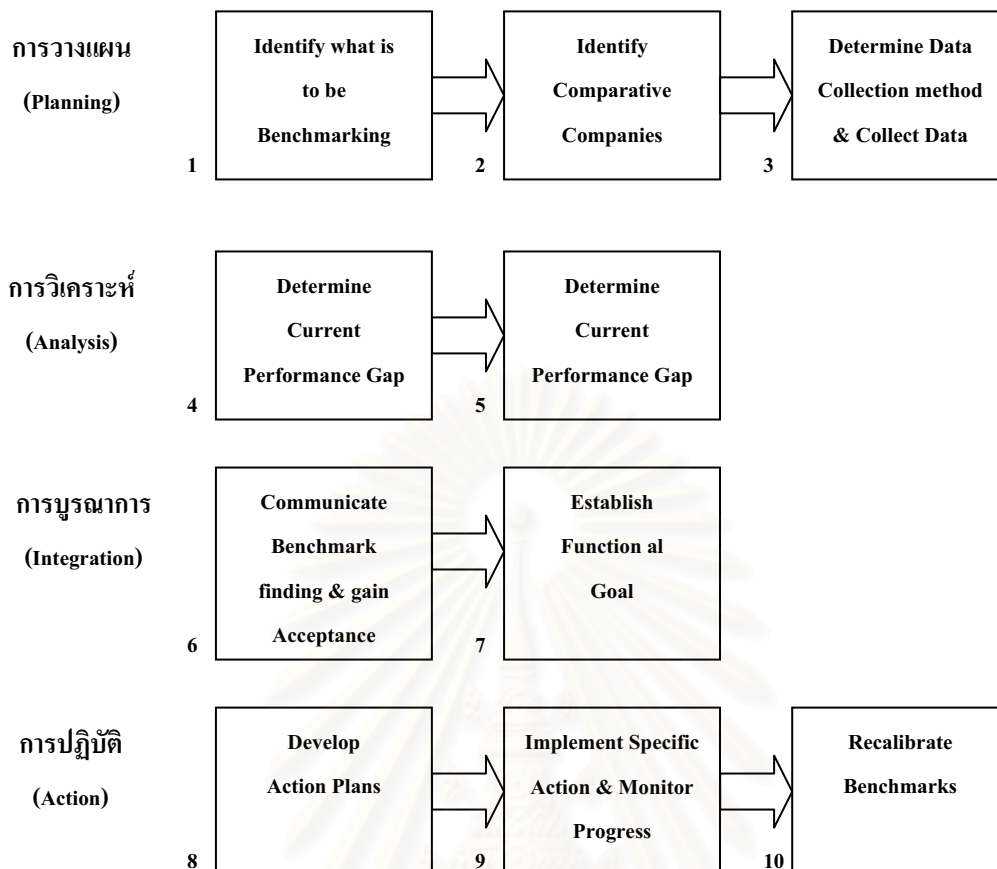 การวางแผน
(Planning)
Identify what is
to be
Benchmarking
1
Identify
Comparative
Companies
2
Determine Data
Collection method
& Collect Data
3
การวิเคราะห์
(Analysis)
Determine
Current
Performance Gap
4
Determine
Current
Performance Gap
5
การบูรณาการ
(Integration)
Communicate
Benchmark
finding & gain
Acceptance
6
Establish
Function al
Goal
7
การปฏิบัติ
(Action)
Develop
Action Plans
8
Implement Specific
Action & Monitor
Progress
9
Recalibrate
Benchmarks
10